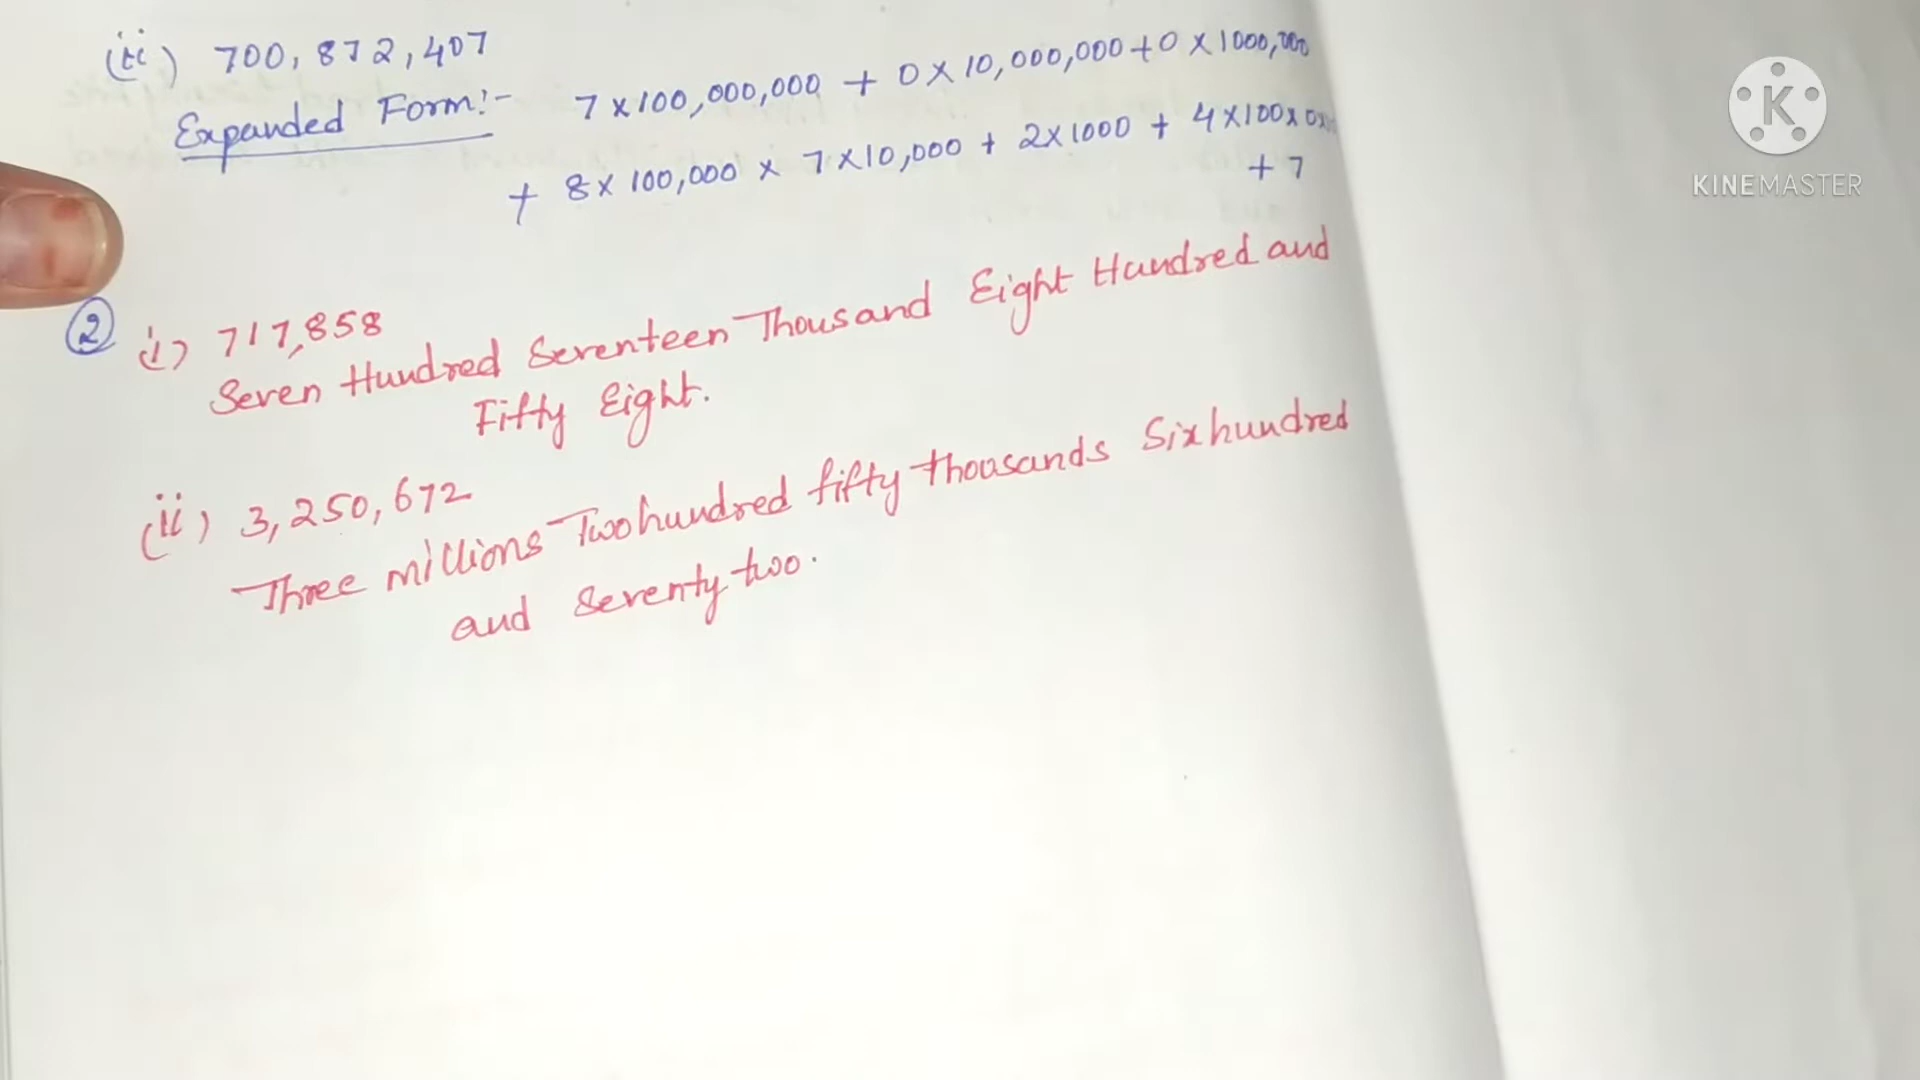 (ii) 700,872,407
Expanded Form:- 7 x 100,000,000 + 0 x 10,000,000 + 0 x 1000,000
+ 8 x 100,000 x 7 x 10,000 + 2 x 1000 + 4 x 100 x 0 x
+ 7
② i) 717,858
Seven Hundred Seventeen Thousand Eight Hundred and
Fifty Eight.
(ii) 3,250,672
Three millions Two hundred fifty thousands Six hundred
and Seventy two.
K
KINEMASTER